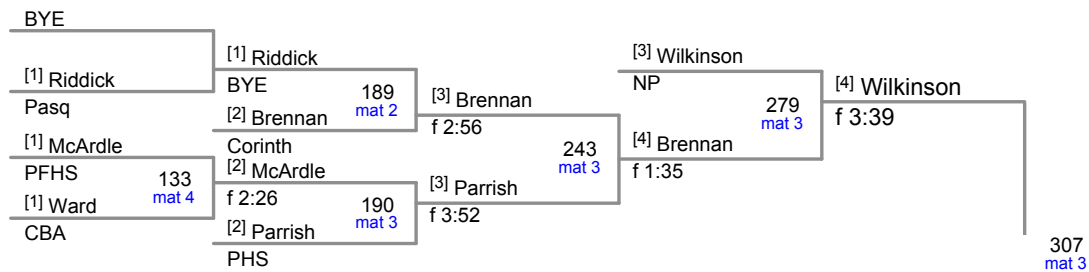 BYE
[1] Riddick
Pasq
[1] McArdle
PFHS
[1] Ward
CBA
133
mat 4
[1] Riddick
BYE
[2] Brennan
Corinth
[2] McArdle
f 2:26
[2] Parrish
PHS
189
mat 2
190
mat 3
[3] Brennan
f 2:56
[3] Parrish
f 3:52
243
mat 3
[3] Wilkinson
NP
[4] Brennan
f 1:35
279
mat 3
[4] Wilkinson
f 3:39
307
mat 3